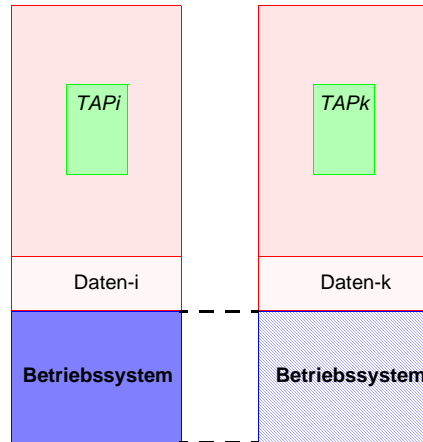 TAPi
TAPk
Daten-i
Daten-k
Betriebssystem
Betriebssystem